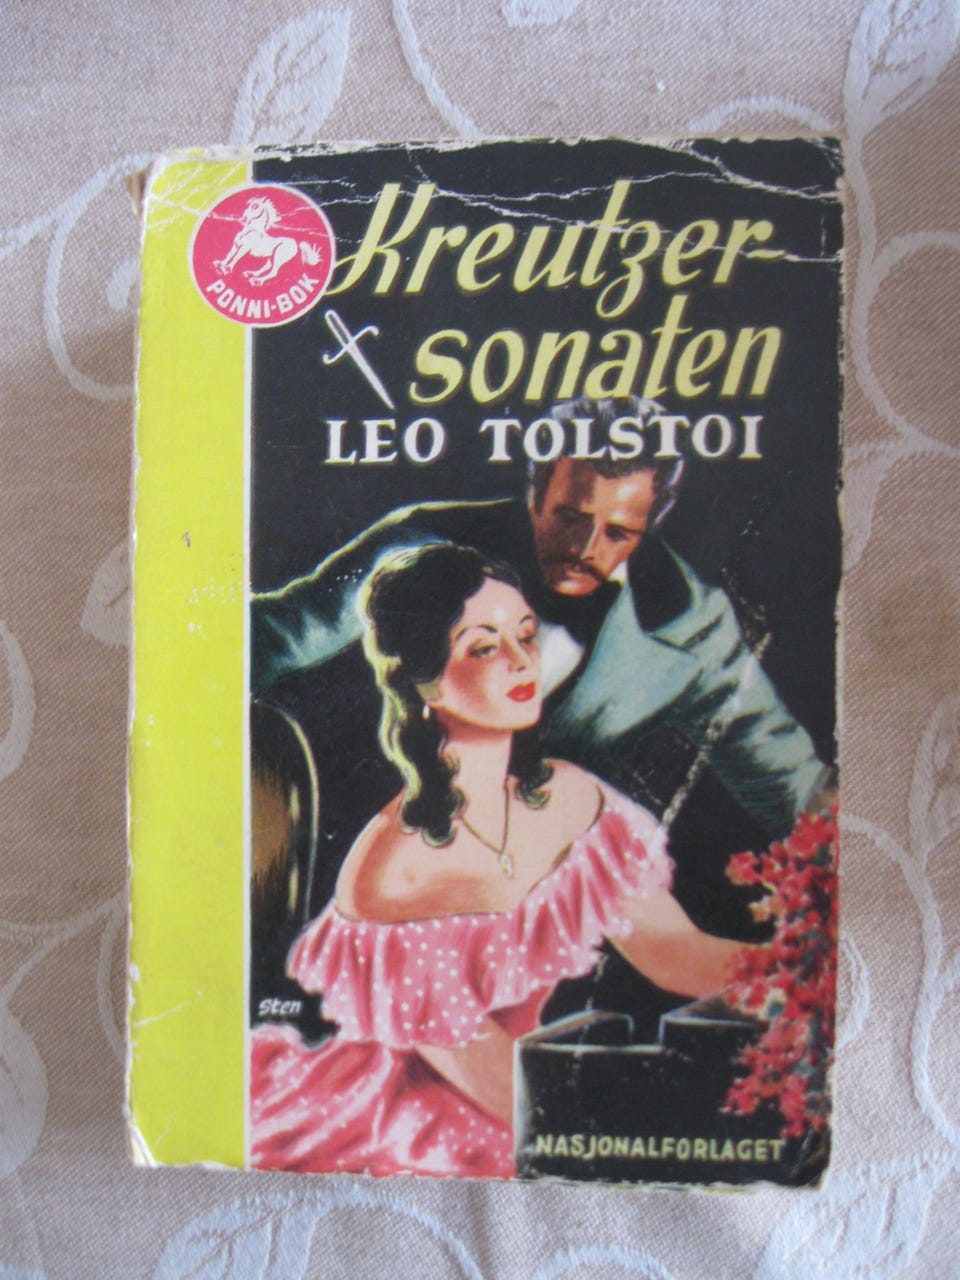 PONNI-BOK
Kreutzer-
sonaten
LEO TOLSTOI
Sten
NASJONALFORLAGET